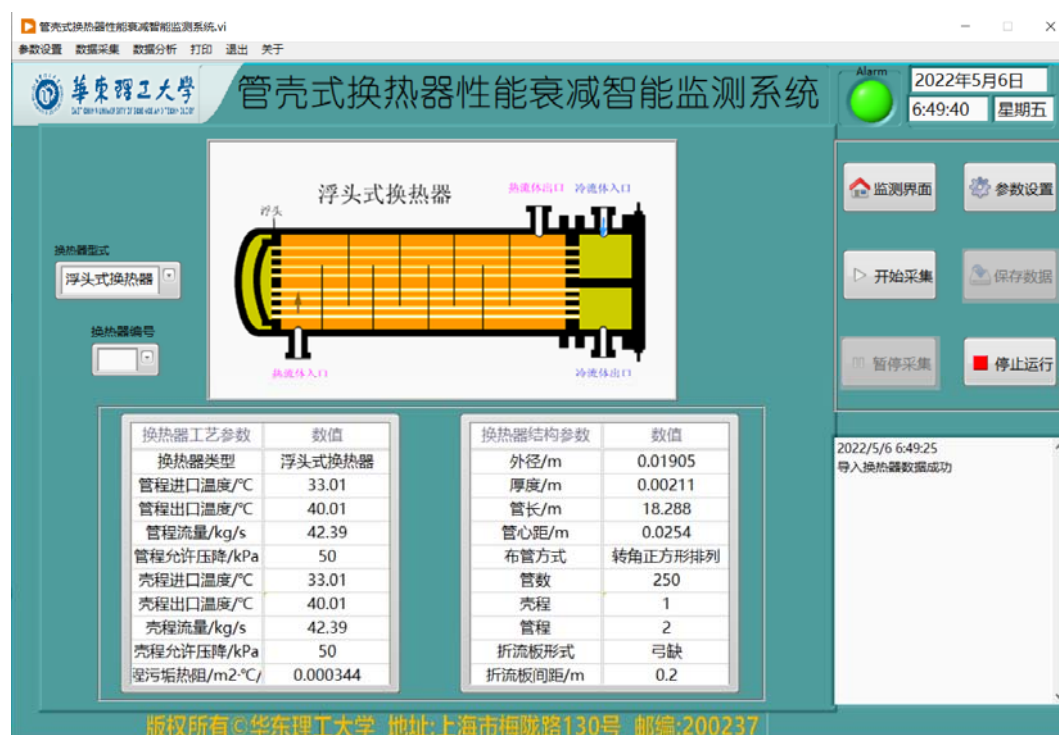 管壳式换热器性能衰减智能监测系统.vi
参数设置 数据采集 数据分析 打印 退出 关于
華東理工大學
管壳式换热器性能衰减智能监测系统
Alarm
2022年5月6日
6:49:40 星期五
浮头式换热器
热流体出口 冷流体入口
浮头
热流体入口
冷流体出口
换热器型式
浮头式换热器
换热器编号
监测界面 参数设置
开始采集 保存数据
暂停采集 停止运行
换热器工艺参数 数值
换热器类型 浮头式换热器
管程进口温度/℃ 33.01
管程出口温度/℃ 40.01
管程流量/kg/s 42.39
管程允许压降/kPa 50
壳程进口温度/℃ 33.01
壳程出口温度/℃ 40.01
壳程流量/kg/s 42.39
壳程允许压降/kPa 50
程污垢热阻/m2·℃/ 0.000344
换热器结构参数 数值
外径/m 0.01905
厚度/m 0.00211
管长/m 18.288
管心距/m 0.0254
布管方式 转角正方形排列
管数 250
壳程 1
管程 2
折流板形式 弓缺
折流板间距/m 0.2
2022/5/6 6:49:25
导入换热器数据成功
版权所有©华东理工大学 地址:上海市梅陇路130号 邮编:200237